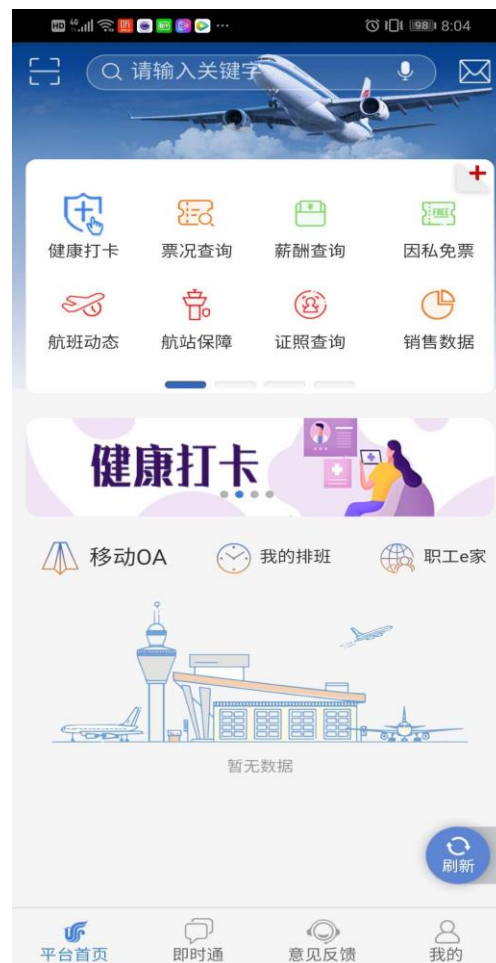 HD 4G 98 8:04
请输入关键字
健康打卡 票况查询 薪酬查询 因私免票
FREE
航班动态 航站保障 证照查询 销售数据
健康打卡
移动OA 我的排班 职工e家
暂无数据
刷新
平台首页 即时通 意见反馈 我的